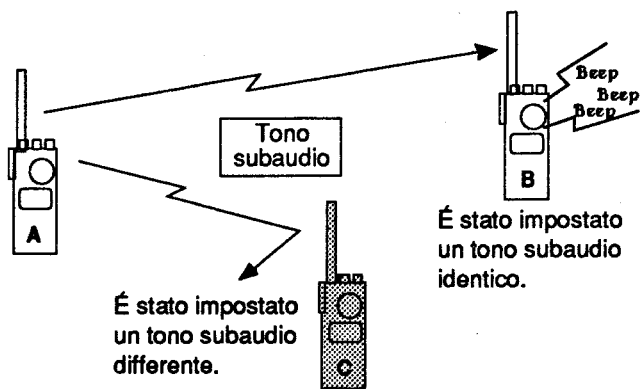 Beep
Beep
Beep
Tono
subaudio
A
B
É stato impostato
un tono subaudio
identico.
É stato impostato
un tono subaudio
differente.
C